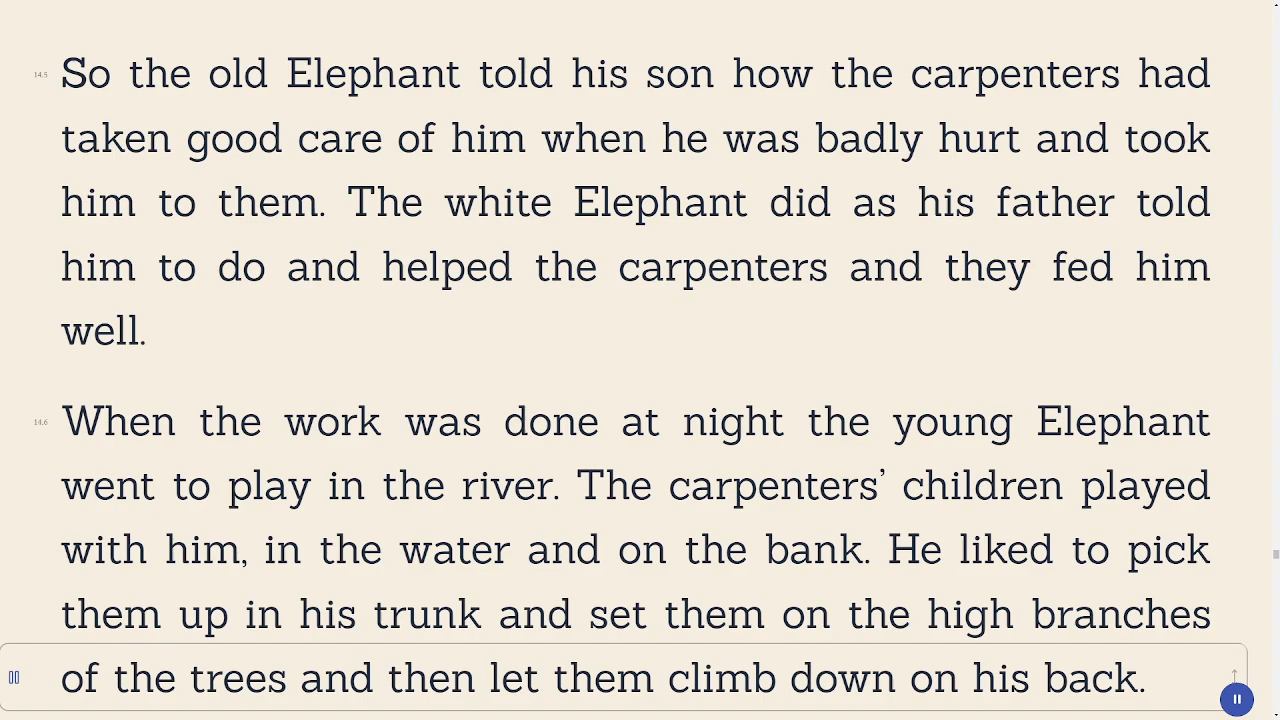 14.5
So the old Elephant told his son how the carpenters had
taken good care of him when he was badly hurt and took
him to them. The white Elephant did as his father told
him to do and helped the carpenters and they fed him
well.
14.6
When the work was done at night the young Elephant
went to play in the river. The carpenters’ children played
with him, in the water and on the bank. He liked to pick
them up in his trunk and set them on the high branches
of the trees and then let them climb down on his back.